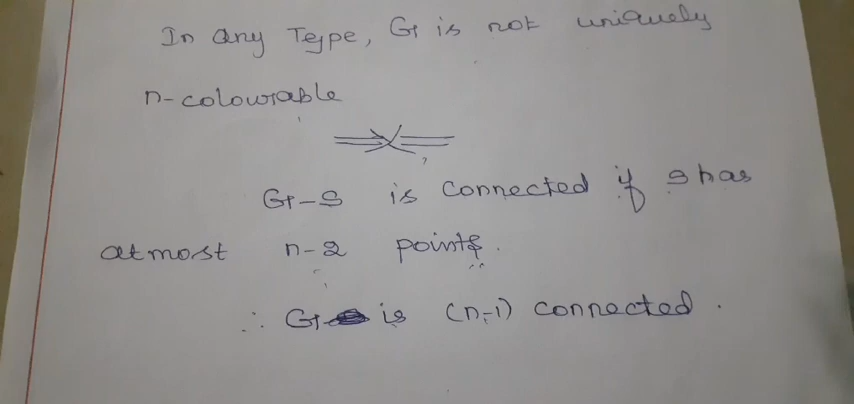 In any Type, G is not uniquely
n-colourable
G-S is connected if S has
atmost n-2 points.
∴ G is (n-1) connected.